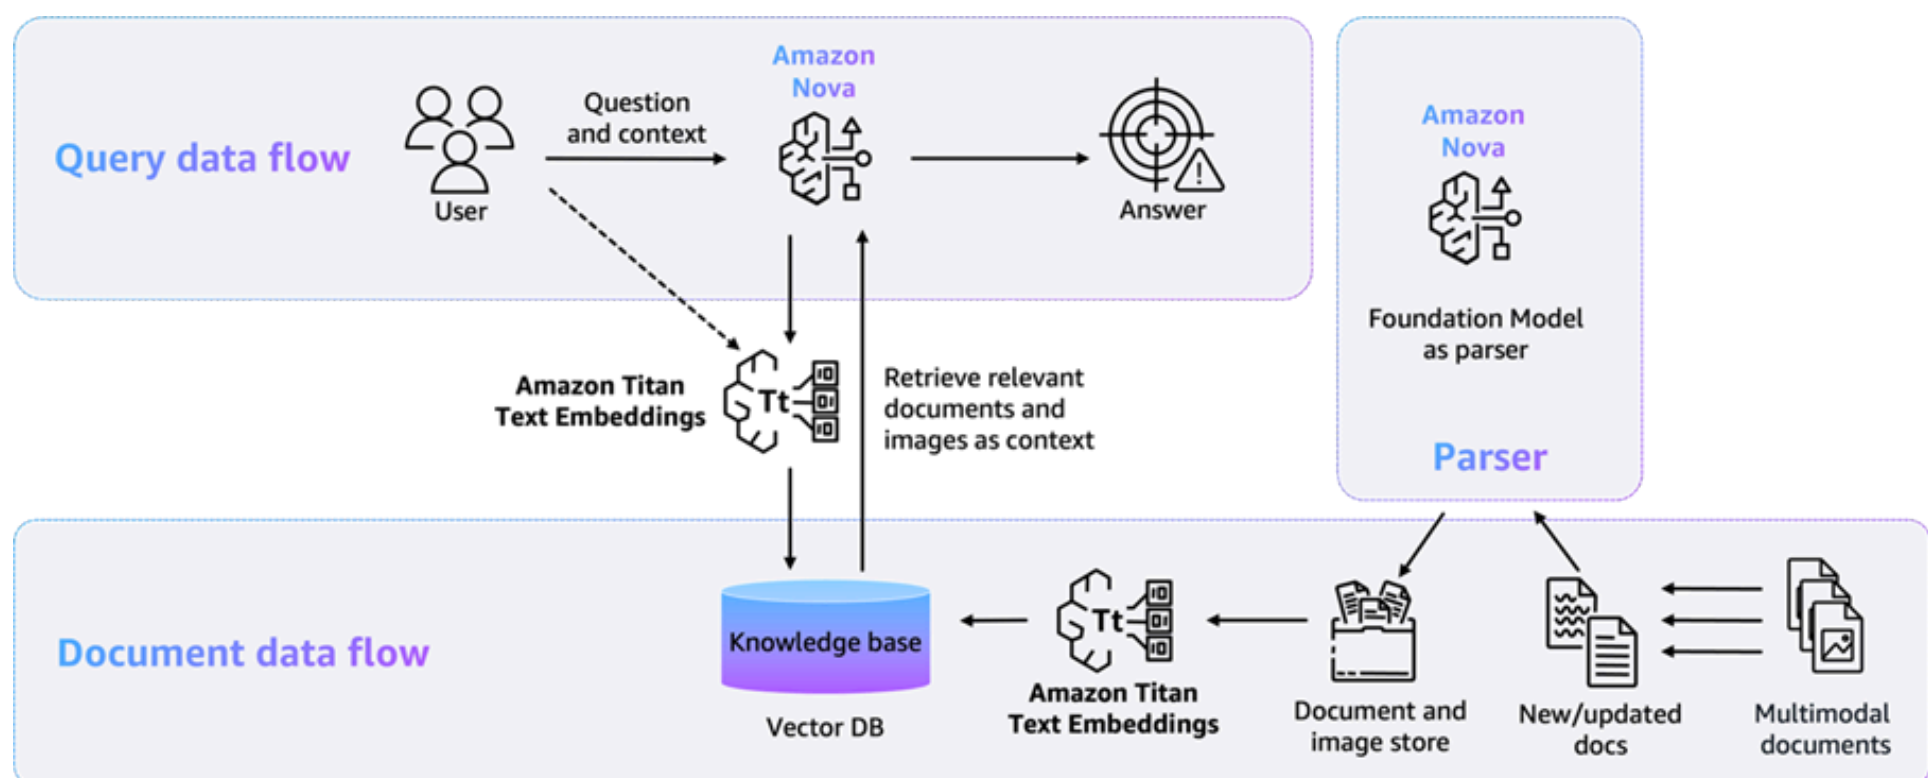 Query data flow
User
Question
and context
Amazon
Nova
Answer
Amazon
Nova
Foundation Model
as parser
Parser
Amazon Titan
Text Embeddings
Tt
Retrieve relevant
documents and
images as context
Document data flow
Knowledge base
Vector DB
Tt
Amazon Titan
Text Embeddings
Document and
image store
New/updated
docs
Multimodal
documents